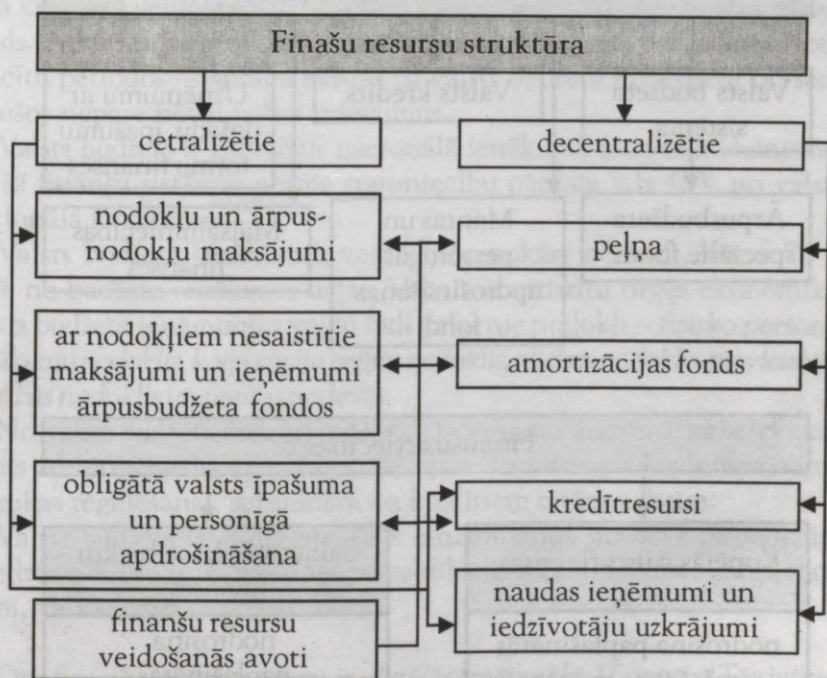 Finašu resursu struktūra
cetralizētie
decentralizētie
nodokļu un ārpus-
nodokļu maksājumi
peļņa
ar nodokļiem nesaistītie
maksājumi un ieņēmumi
ārpusbudžeta fondos
amortizācijas fonds
obligātā valsts īpašuma
un personīgā
apdrošināšana
kredītresursi
finanšu resursu
veidošanās avoti
naudas ieņēmumi un
iedzīvotāju uzkrājumi